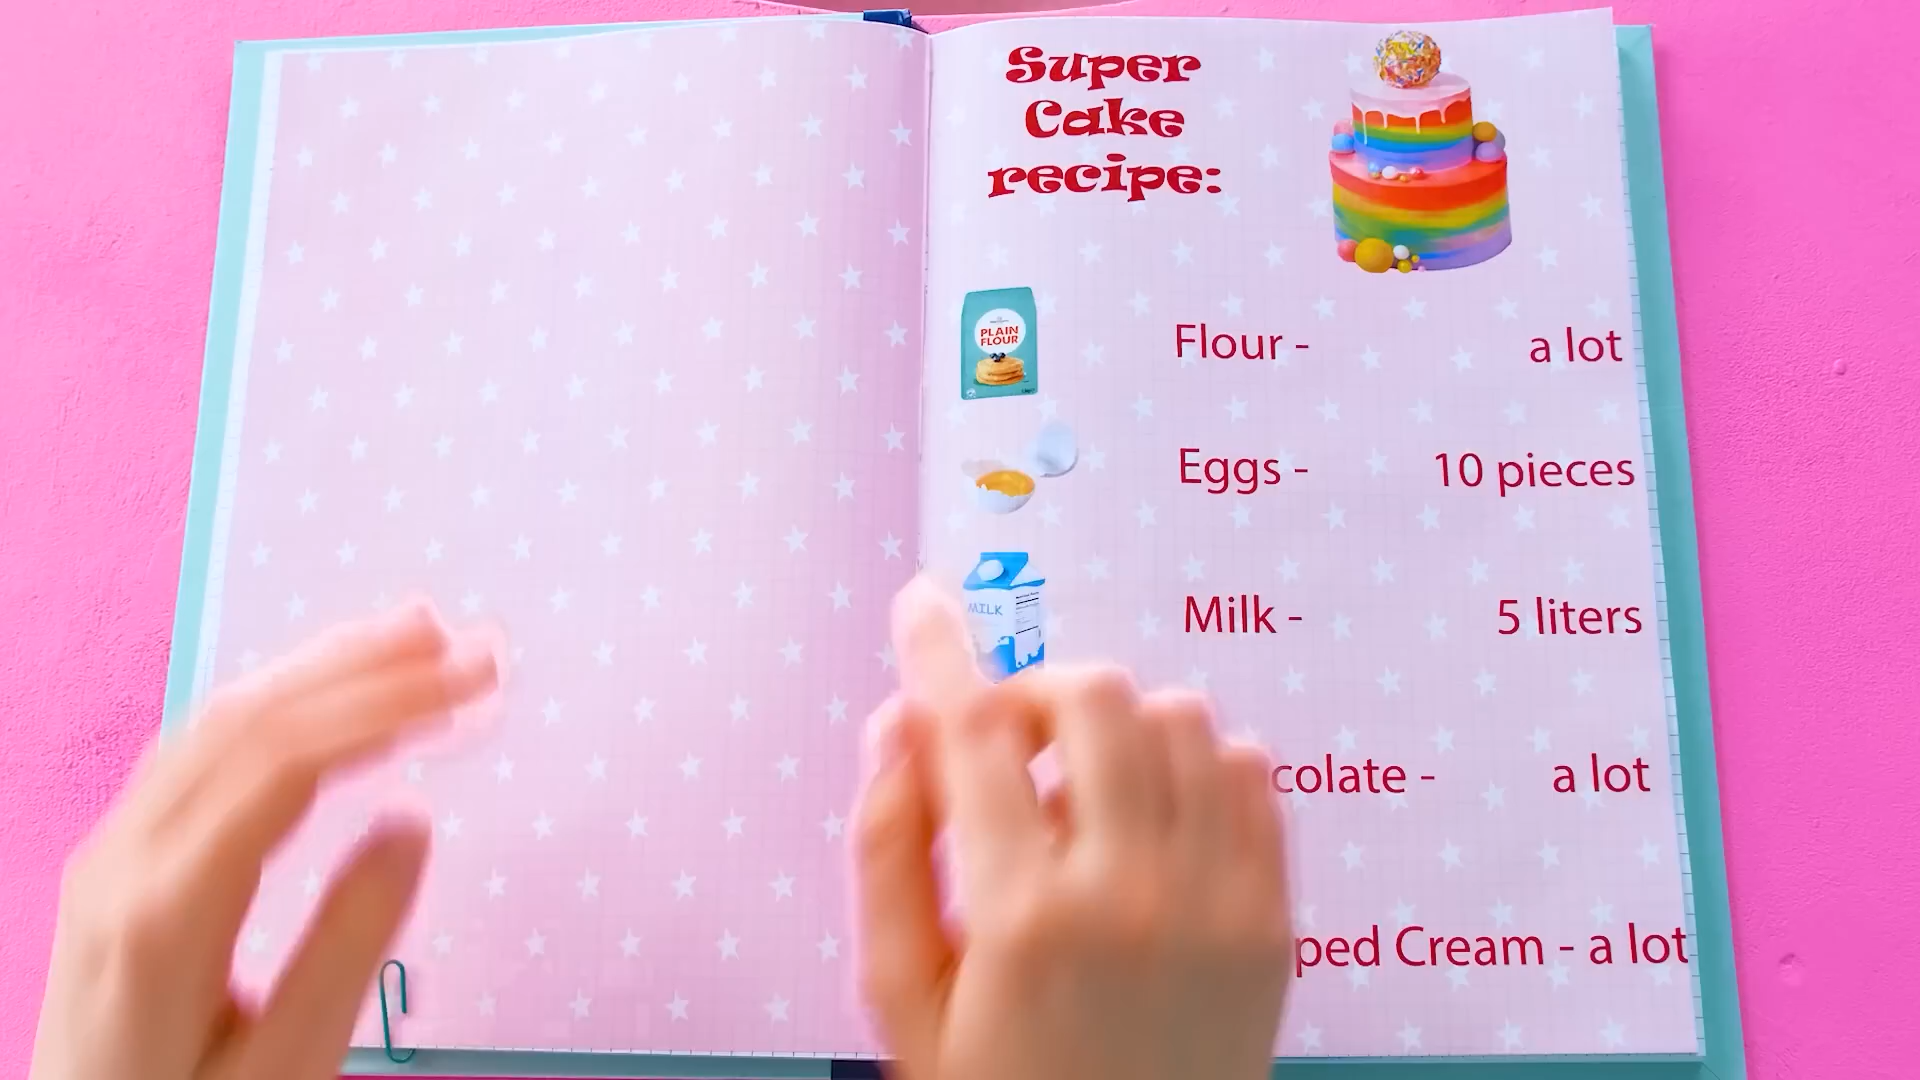 Super
Cake
recipe:
PLAIN
FLOUR
Flour - a lot
Eggs - 10 pieces
MILK
Milk - 5 liters
colate - a lot
ped Cream - a lot